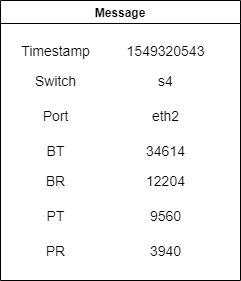 Message
Timestamp 1549320543
Switch s4
Port eth2
BT 34614
BR 12204
PT 9560
PR 3940